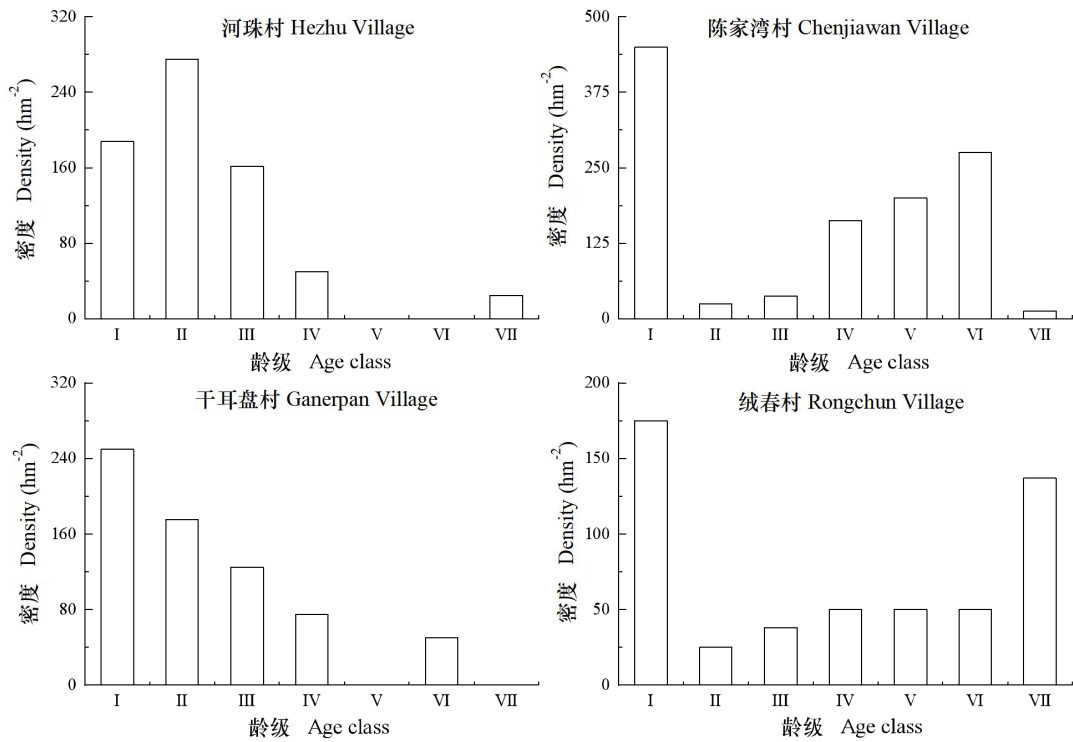 河珠村 Hezhu Village
密度 Density (hm⁻²)
320
240
160
80
0
I II III IV V VI VII
龄级 Age class
陈家湾村 Chenjiawan Village
密度 Density (hm⁻²)
500
375
250
125
0
I II III IV V VI VII
龄级 Age class
干耳盘村 Ganerpan Village
密度 Density (hm⁻²)
320
240
160
80
0
I II III IV V VI VII
龄级 Age class
绒春村 Rongchun Village
密度 Density (hm⁻²)
200
150
100
50
0
I II III IV V VI VII
龄级 Age class